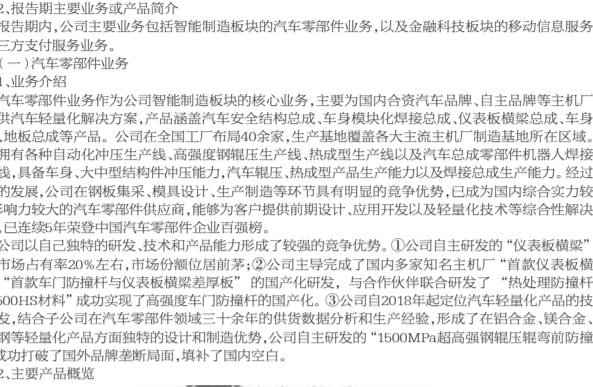 2、报告期主要业务或产品简介
报告期内，公司主要业务包括智能制造板块的汽车零部件业务，以及金融科技板块的移动信息服务
三方支付服务业务。
（一）汽车零部件业务
1、业务介绍
汽车零部件业务作为公司智能制造板块的核心业务，主要为国内合资汽车品牌、自主品牌等主机厂
供汽车轻量化解决方案，产品涵盖汽车安全结构总成、车身模块化焊接总成、仪表板横梁总成、车身
、地板总成等产品。公司在全国工厂布局40余家，生产基地覆盖各大主流主机厂制造基地所在区域。
拥有各种自动化冲压生产线、高强度钢辊压生产线、热成型生产线以及汽车总成零部件机器人焊接
线，具备车身、大中型结构件冲压能力，汽车辊压、热成型产品生产能力以及焊接总成生产能力。经过
的发展，公司在钢板集采、模具设计、生产制造等环节具有明显的竞争优势，已成为国内综合实力较
影响力较大的汽车零部件供应商，能够为客户提供前期设计、应用开发以及轻量化技术等综合性解决
，已连续5年荣登中国汽车零部件企业百强榜。
公司以自己独特的研发、技术和产品能力形成了较强的竞争优势。①公司自主研发的“仪表板横梁”
市场占有率20%左右，市场份额位居前茅；②公司主导完成了国内多家知名主机厂“首款仪表板横
“首款车门防撞杆与仪表板横梁差厚板”的国产化研发，与合作伙伴联合研发了“热处理防撞杆
500HS材料”成功实现了高强度车门防撞杆的国产化。③公司自2018年起定位汽车轻量化产品的技
发，结合子公司在汽车零部件领域三十余年的供货数据分析和生产经验，形成了在铝合金、镁合金、
钢等轻量化产品方面独特的设计和制造优势，公司自主研发的“1500MPa超高强钢辊压辊弯前防撞
成功打破了国外品牌垄断局面，填补了国内空白。
2、主要产品概览